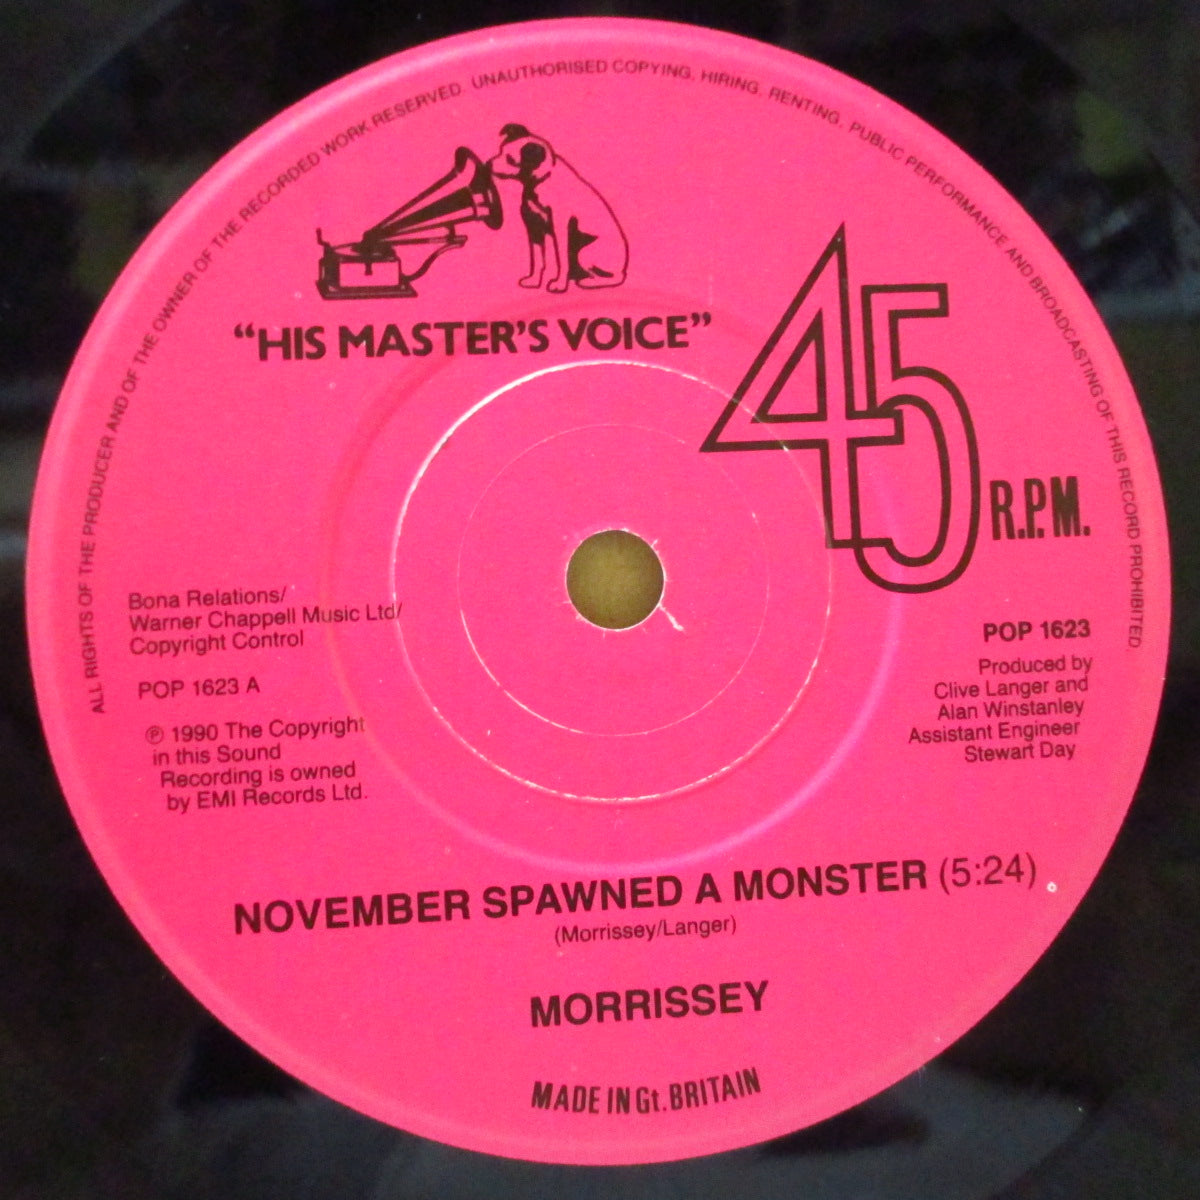 ALL RIGHTS OF THE PRODUCER AND OF THE OWNER OF THE RECORDED WORK RESERVED. UNAUTHORISED COPYING, HIRING, RENTING, PUBLIC PERFORMANCE AND BROADCASTING OF THIS RECORD PROHIBITED.
“HIS MASTER'S VOICE”
45
R.P.M.
Bona Relations/
Warner Chappell Music Ltd/
Copyright Control
POP 1623 A
℗ 1990 The Copyright
in this Sound
Recording is owned
by EMI Records Ltd.
POP 1623
Produced by
Clive Langer and
Alan Winstanley
Assistant Engineer
Stewart Day
NOVEMBER SPAWNED A MONSTER (5:24)
(Morrissey/Langer)
MORRISSEY
MADE IN Gt. BRITAIN